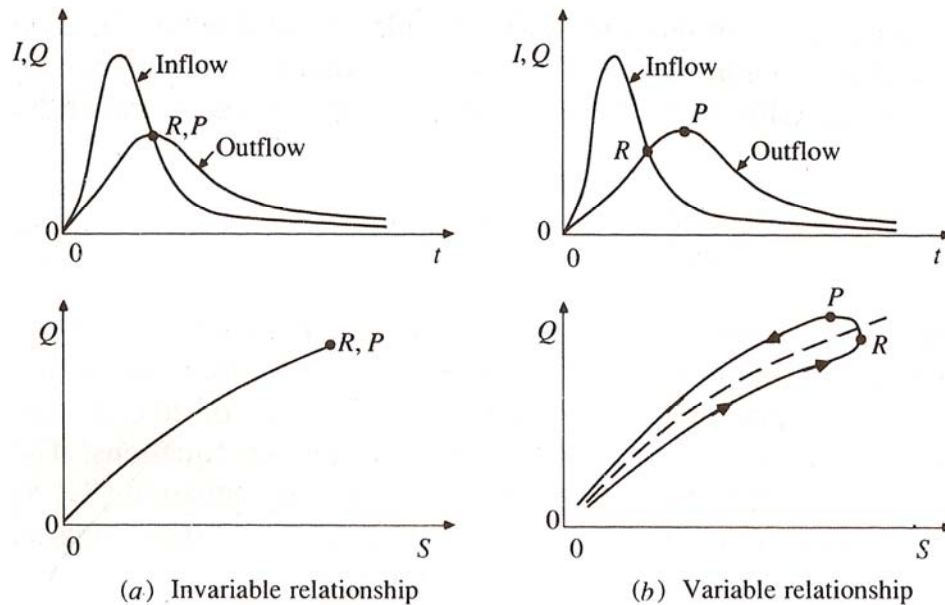 I,Q
Inflow
R, P
Outflow
0
0
t
Q
R, P
0
0
S
(a) Invariable relationship
I,Q
Inflow
P
R
Outflow
0
0
t
P
Q
R
0
0
S
(b) Variable relationship